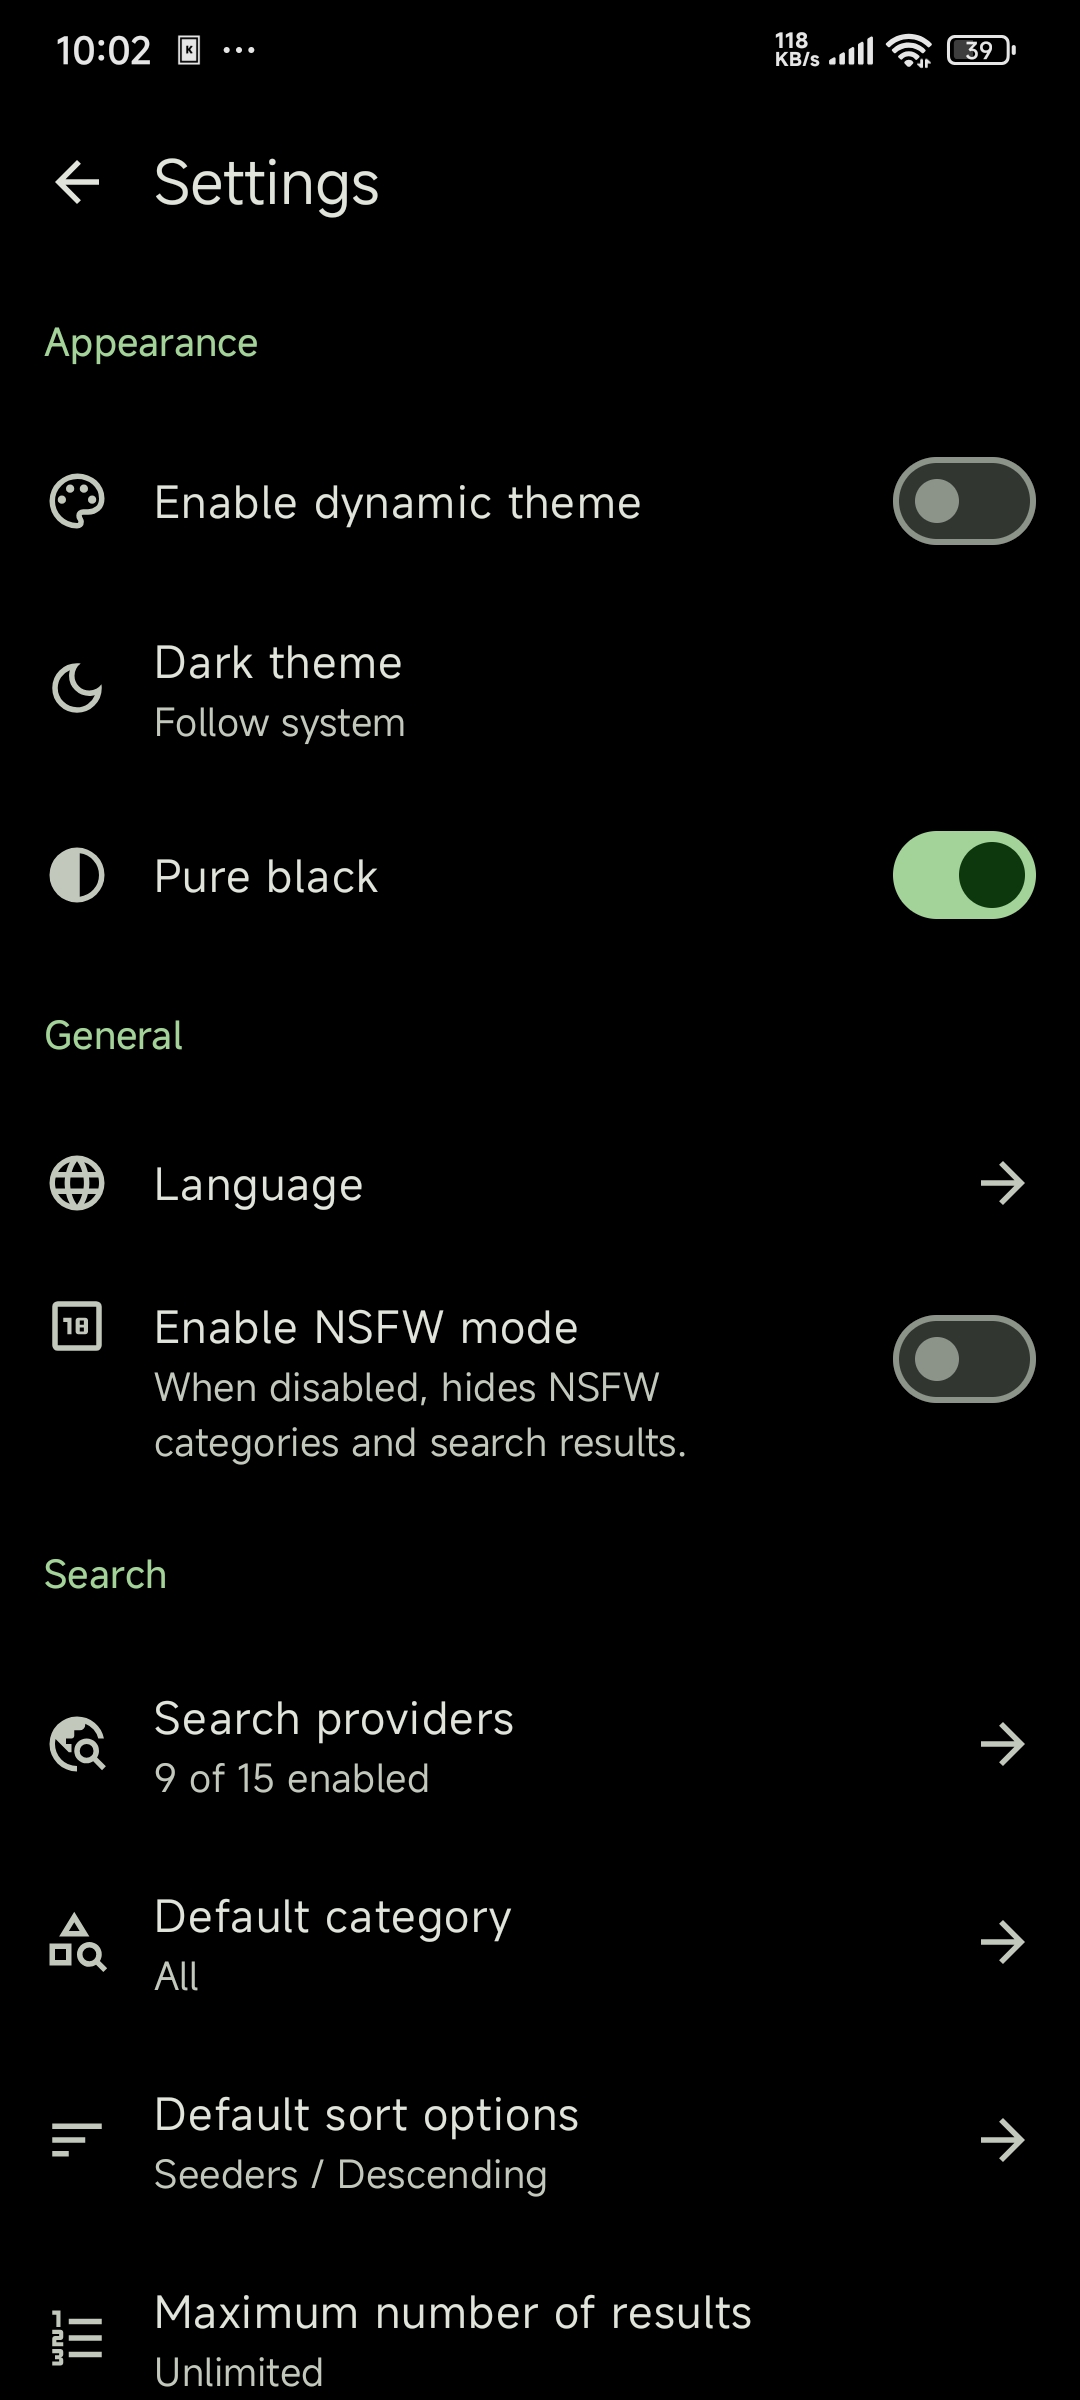 10:02 K ...
118 KB/s 39
Settings
Appearance
Enable dynamic theme
Dark theme
Follow system
Pure black
General
Language
18
Enable NSFW mode
When disabled, hides NSFW
categories and search results.
Search
Search providers
9 of 15 enabled
Default category
All
Default sort options
Seeders / Descending
Maximum number of results
Unlimited